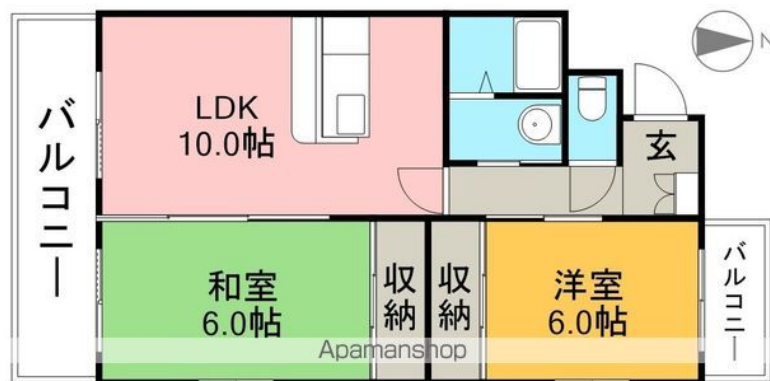 バルコニー
LDK
10.0帖
N
玄
和室
6.0帖
収納
収納
洋室
6.0帖
バルコニー
Apamanshop